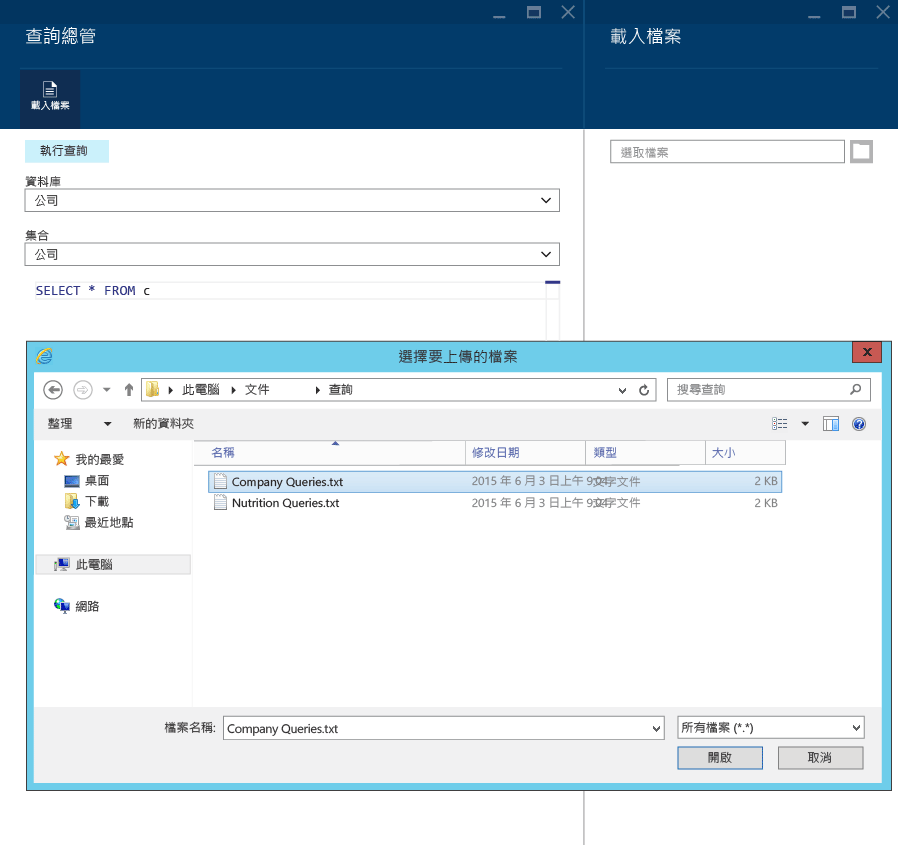 查詢總管
載入檔案
載入檔案
執行查詢
選取檔案
資料庫
公司
集合
公司
SELECT * FROM c
選擇要上傳的檔案
x
此電腦 文件 查詢
搜尋查詢
整理 新的資料夾
名稱 修改日期 類型 大小
我的最愛
桌面
下載
最近地點
此電腦
網路
Company Queries.txt 2015 年 6 月 3 日上午 文字文件 2 KB
Nutrition Queries.txt 2015 年 6 月 3 日上午 文字文件 2 KB
檔案名稱: Company Queries.txt 所有檔案 (*.*)
開啟 取消